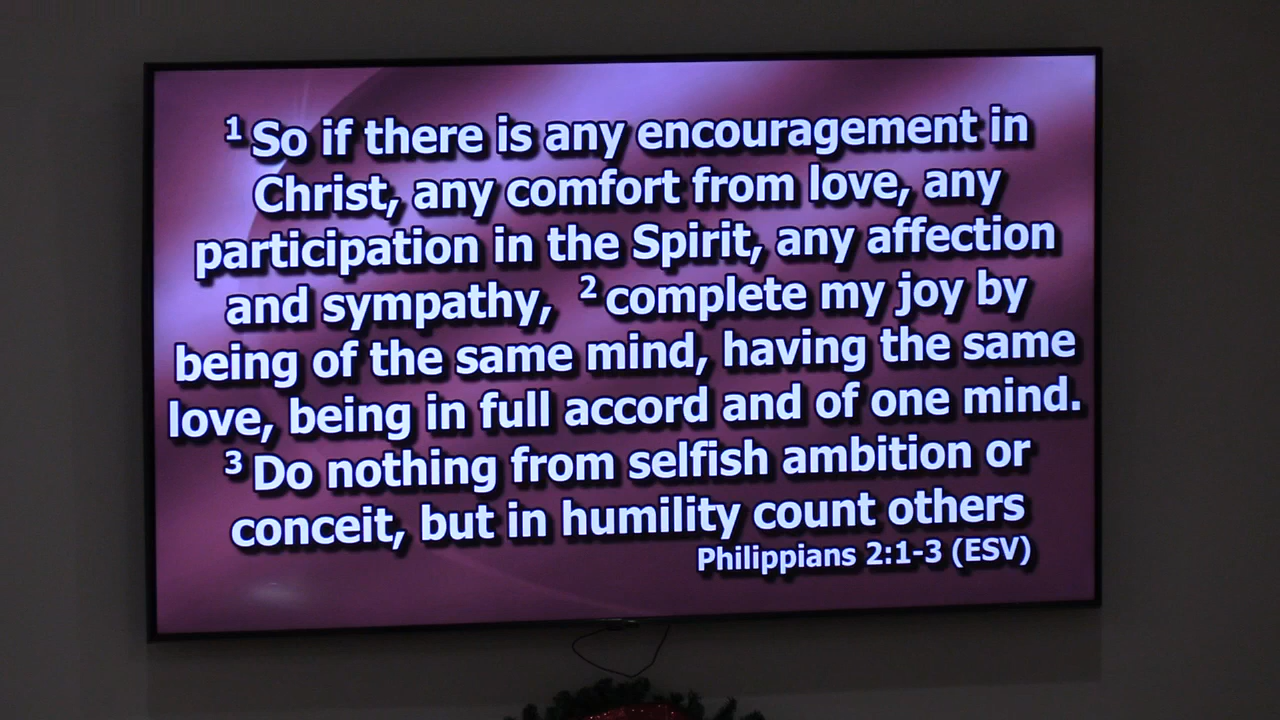 1 So if there is any encouragement in
Christ, any comfort from love, any
participation in the Spirit, any affection
and sympathy, 2 complete my joy by
being of the same mind, having the same
love, being in full accord and of one mind.
3 Do nothing from selfish ambition or
conceit, but in humility count others
Philippians 2:1-3 (ESV)